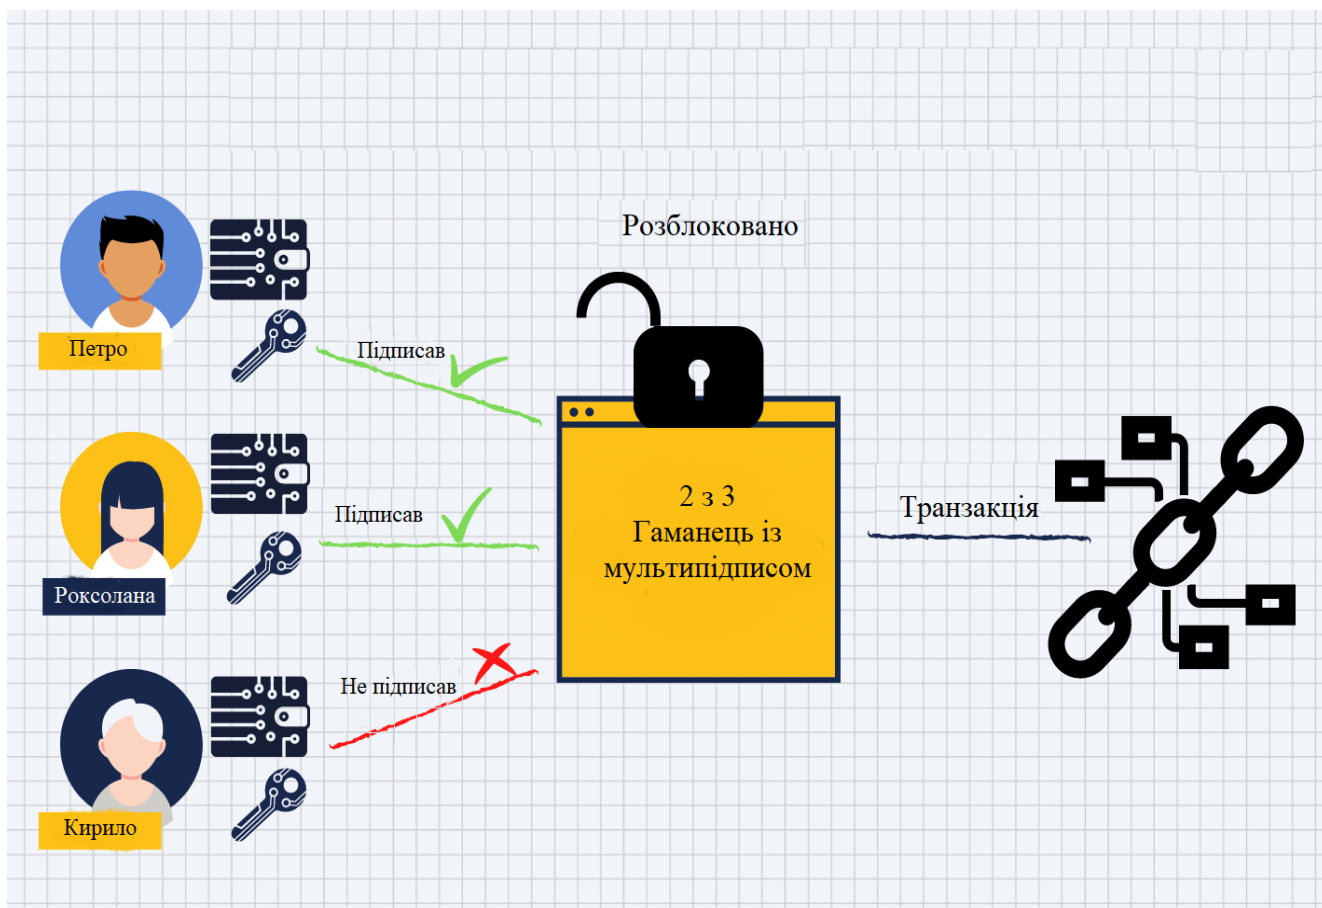 Розблоковано
Петро
Підписав
Роксолана
Підписав
2 з 3
Гаманець із
мультипідписом
Транзакція
Не підписав
Кирило